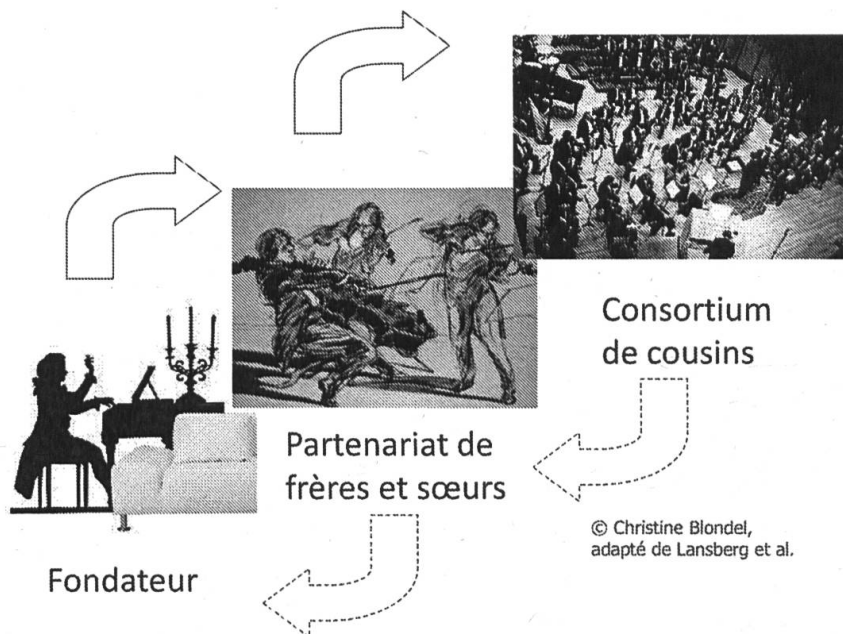 Consortium
de cousins
Partenariat de
frères et sœurs
© Christine Blondel,
adapté de Lansberg et al.
Fondateur